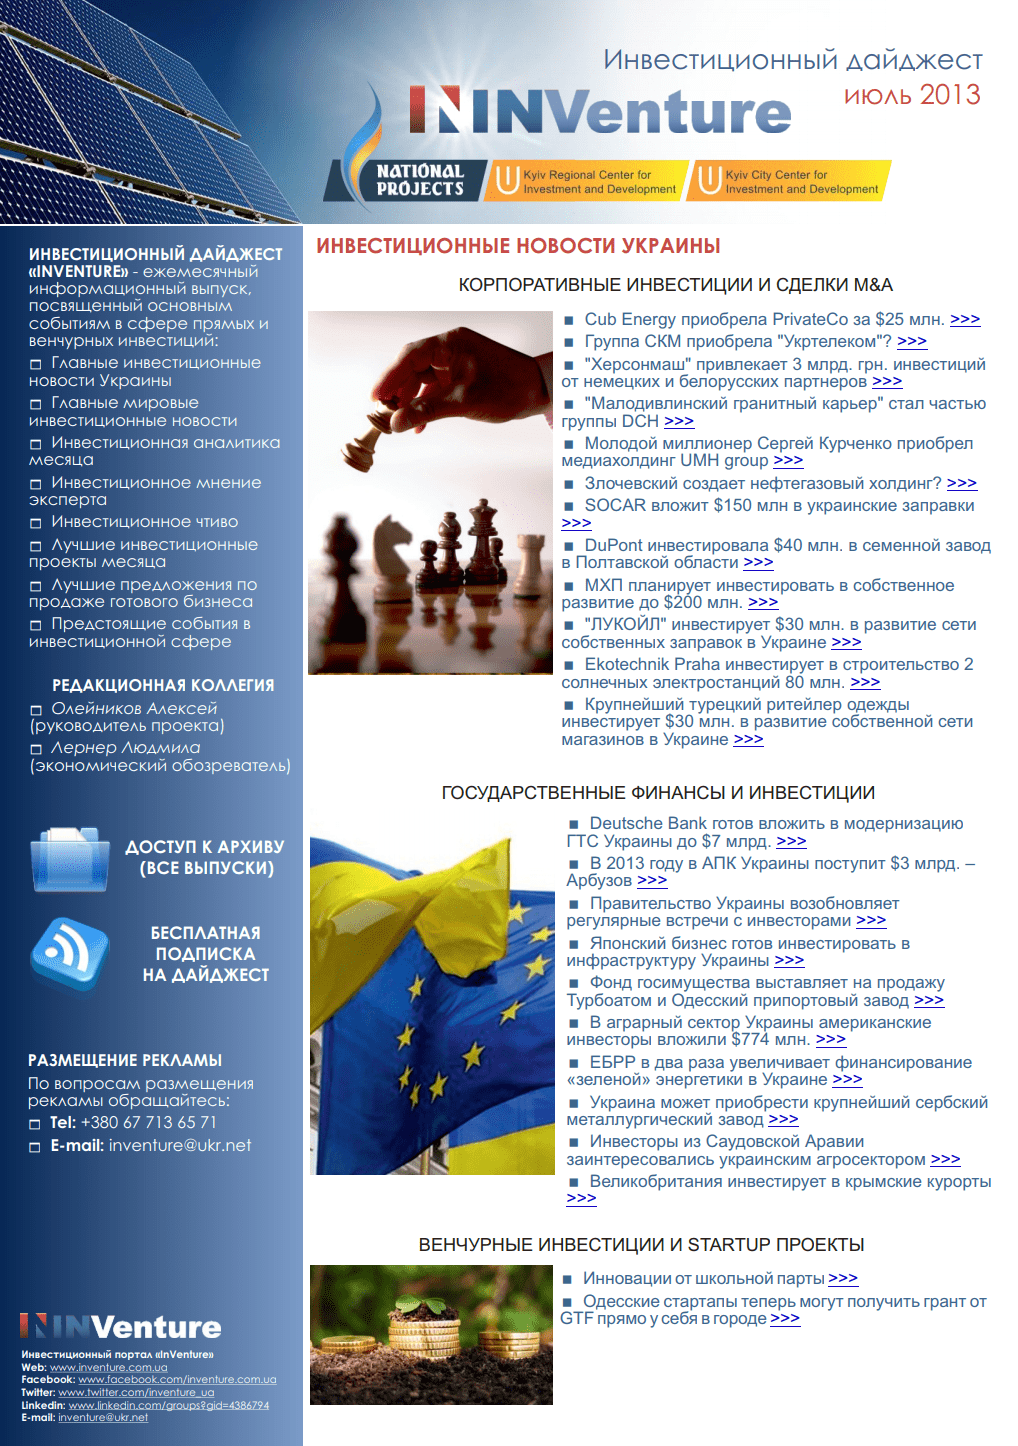 Инвестиционный дайджест
июль 2013
INVenture
NATIONAL
PROJECTS
Kyiv Regional Center for
Investment and Development
Kyiv City Center for
Investment and Development
ИНВЕСТИЦИОННЫЙ ДАЙДЖЕСТ
«INVENTURE» - ежемесячный
информационный выпуск,
посвященный основным
событиям в сфере прямых и
венчурных инвестиций:
Главные инвестиционные
новости Украины
Главные мировые
инвестиционные новости
Инвестиционная аналитика
месяца
Инвестиционное мнение
эксперта
Инвестиционное чтиво
Лучшие инвестиционные
проекты месяца
Лучшие предложения по
продаже готового бизнеса
Предстоящие события в
инвестиционной сфере
РЕДАКЦИОННАЯ КОЛЛЕГИЯ
Олейников Алексей
(руководитель проекта)
Лернер Людмила
(экономический обозреватель)
ДОСТУП К АРХИВУ
(ВСЕ ВЫПУСКИ)
БЕСПЛАТНАЯ
ПОДПИСКА
НА ДАЙДЖЕСТ
РАЗМЕЩЕНИЕ РЕКЛАМЫ
По вопросам размещения
рекламы обращайтесь:
Tel: +380 67 713 65 71
E-mail: inventure@ukr.net
INVenture
Инвестиционный портал «InVenture»
Web: www.inventure.com.ua
Facebook: www.facebook.com/inventure.com.ua
Twitter: www.twitter.com/inventure_ua
Linkedin: www.linkedin.com/groups?gid=4386794
E-mail: inventure@ukr.net
ИНВЕСТИЦИОННЫЕ НОВОСТИ УКРАИНЫ
КОРПОРАТИВНЫЕ ИНВЕСТИЦИИ И СДЕЛКИ M&A
■ Cub Energy приобрела PrivateCo за $25 млн. >>>
■ Группа СКМ приобрела "Укртелеком"? >>>
■ "Херсонмаш" привлекает 3 млрд. грн. инвестиций
от немецких и белорусских партнеров >>>
■ "Малодивлинский гранитный карьер" стал частью
группы DCH >>>
■ Молодой миллионер Сергей Курченко приобрел
медиахолдинг UMH group >>>
■ Злочевский создает нефтегазовый холдинг? >>>
■ SOCAR вложит $150 млн в украинские заправки
>>>
■ DuPont инвестировала $40 млн. в семенной завод
в Полтавской области >>>
■ МХП планирует инвестировать в собственное
развитие до $200 млн. >>>
■ "ЛУКОЙЛ" инвестирует $30 млн. в развитие сети
собственных заправок в Украине >>>
■ Ekotechnik Praha инвестирует в строительство 2
солнечных электростанций 80 млн. >>>
■ Крупнейший турецкий ритейлер одежды
инвестирует $30 млн. в развитие собственной сети
магазинов в Украине >>>
ГОСУДАРСТВЕННЫЕ ФИНАНСЫ И ИНВЕСТИЦИИ
■ Deutsche Bank готов вложить в модернизацию
ГТС Украины до $7 млрд. >>>
■ В 2013 году в АПК Украины поступит $3 млрд. –
Арбузов >>>
■ Правительство Украины возобновляет
регулярные встречи с инвесторами >>>
■ Японский бизнес готов инвестировать в
инфраструктуру Украины >>>
■ Фонд госимущества выставляет на продажу
Турбоатом и Одесский припортовый завод >>>
■ В аграрный сектор Украины американские
инвесторы вложили $774 млн. >>>
■ ЕБРР в два раза увеличивает финансирование
«зеленой» энергетики в Украине >>>
■ Украина может приобрести крупнейший сербский
металлургический завод >>>
■ Инвесторы из Саудовской Аравии
заинтересовались украинским агросектором >>>
■ Великобритания инвестирует в крымские курорты
>>>
ВЕНЧУРНЫЕ ИНВЕСТИЦИИ И STARTUP ПРОЕКТЫ
■ Инновации от школьной парты >>>
■ Одесские стартапы теперь могут получить грант от
GTF прямо у себя в городе >>>